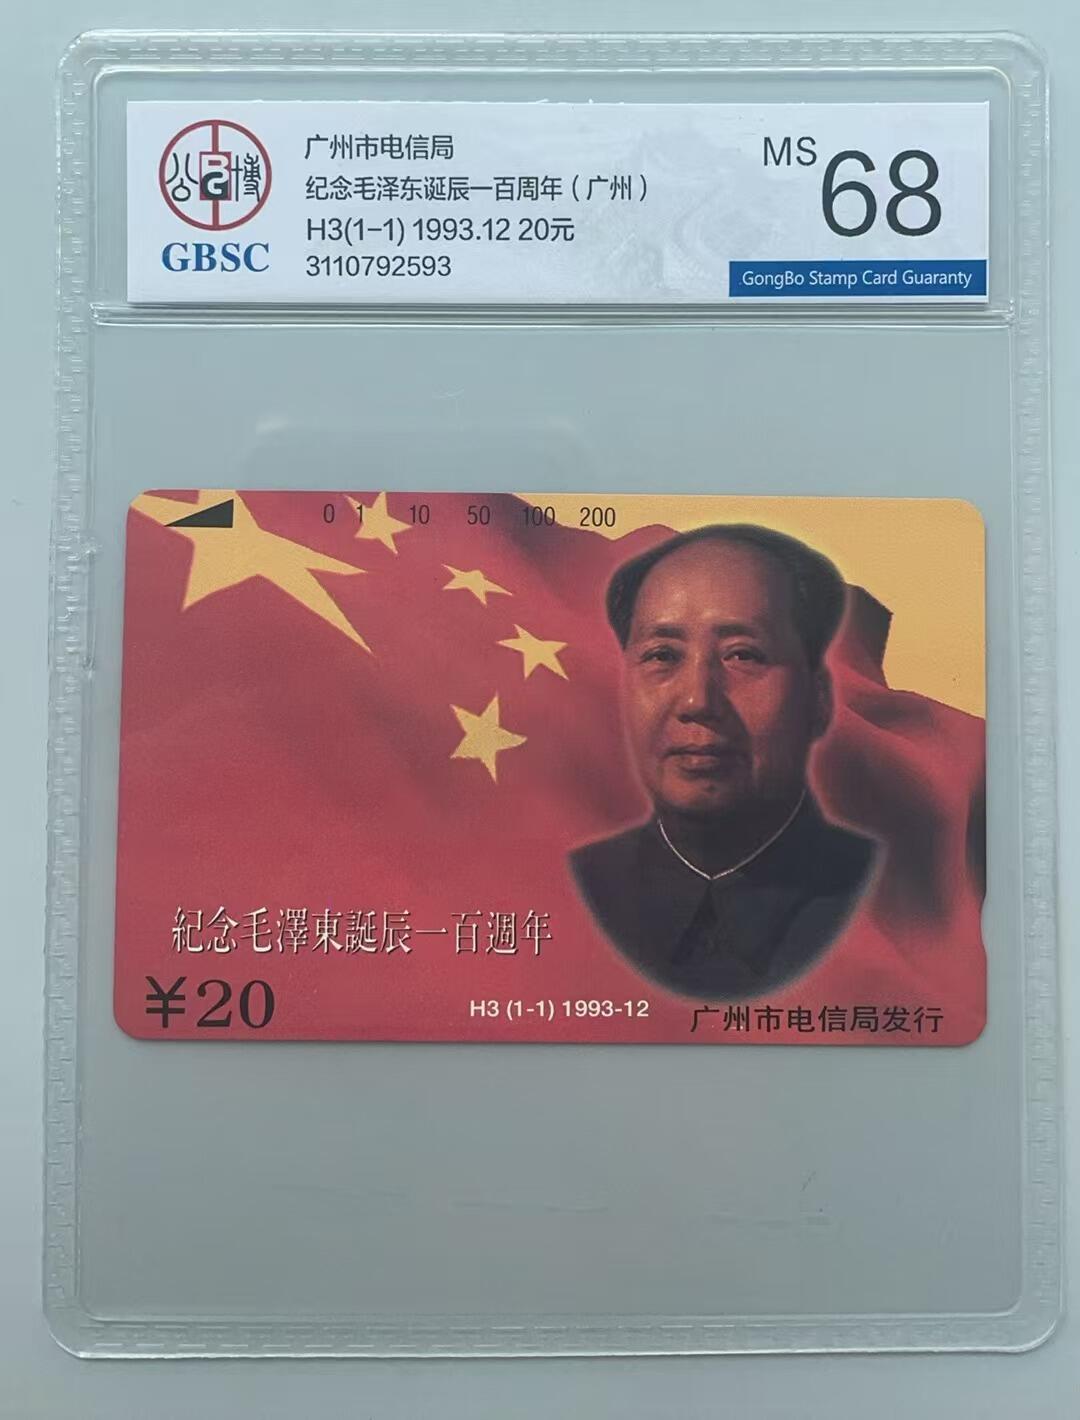 公 BG 博
GBSC
广州市电信局
纪念毛泽东诞辰一百周年（广州）
H3(1-1) 1993.12 20元
3110792593
MS 68
GongBo Stamp Card Guaranty
0 1 10 50 100 200
紀念毛澤東誕辰一百週年
¥20
H3 (1-1) 1993-12
广州市电信局发行